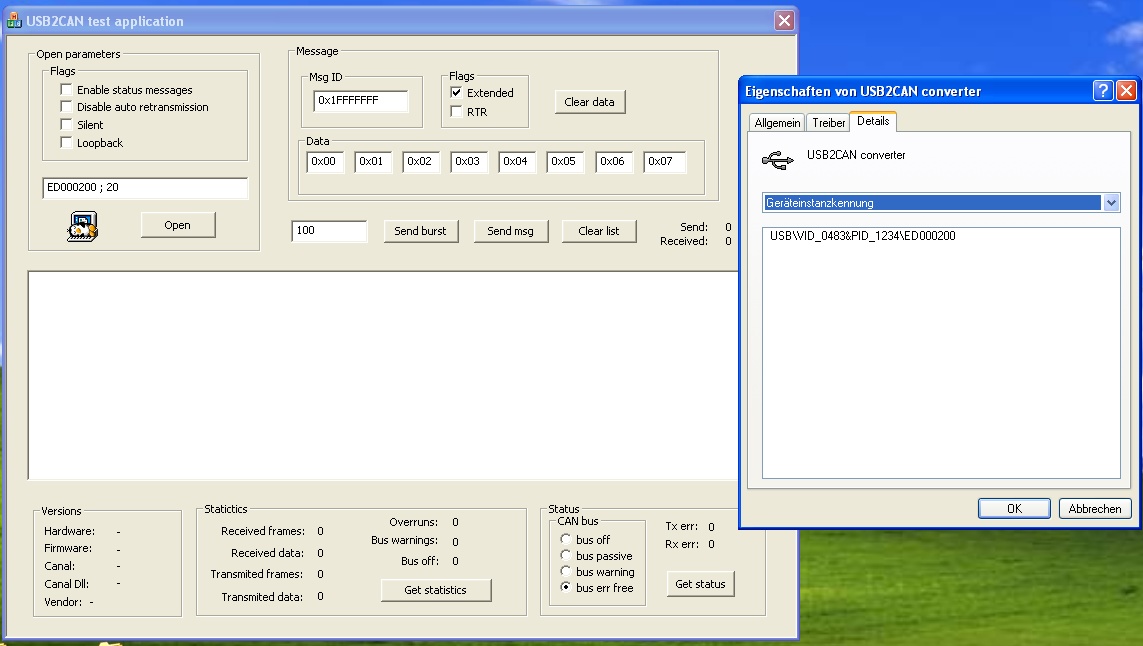 USB2CAN test application
Open parameters
Flags
Enable status messages
Disable auto retransmission
Silent
Loopback
ED000200 ; 20
Open
Message
Msg ID
0x1FFFFFFF
Flags
Extended
RTR
Clear data
Data
0x00 0x01 0x02 0x03 0x04 0x05 0x06 0x07
100
Send burst
Send msg
Clear list
Send: 0
Received: 0
Versions
Hardware: -
Firmware: -
Canal: -
Canal Dll: -
Vendor: -
Statictics
Received frames: 0
Received data: 0
Transmited frames: 0
Transmited data: 0
Overruns: 0
Bus warnings: 0
Bus off: 0
Get statistics
Status
CAN bus
bus off
bus passive
bus warning
bus err free
Tx err: 0
Rx err: 0
Get status
Eigenschaften von USB2CAN converter
Allgemein Treiber Details
USB2CAN converter
Geräteinstanzkennung
USB\VID_0483&PID_1234\ED000200
OK
Abbrechen